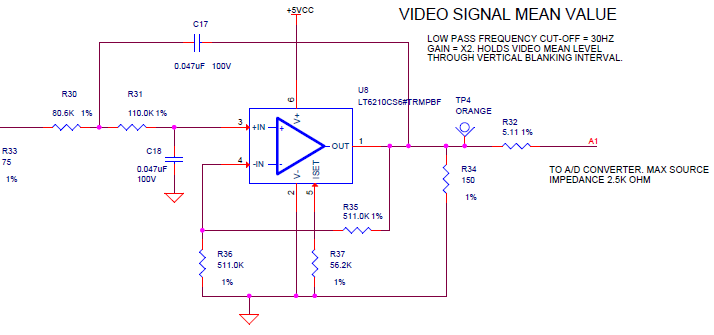 VIDEO SIGNAL MEAN VALUE
LOW PASS FREQUENCY CUT-OFF = 30HZ
GAIN = X2. HOLDS VIDEO MEAN LEVEL
THROUGH VERTICAL BLANKING INTERVAL.
+5VCC
C17
0.047uF 100V
R30
80.6K 1%
R31
110.0K 1%
R33
75
1%
C18
0.047uF
100V
U8
LT6210CS6#TRMPBF
6
V+
3
+IN
+
4
-IN
-
OUT
1
V-
ISET
2
5
TP4
ORANGE
R32
5.11 1%
A1
TO A/D CONVERTER. MAX SOURCE
IMPEDANCE 2.5K OHM
R34
150
1%
R35
511.0K 1%
R36
511.0K
1%
R37
56.2K
1%